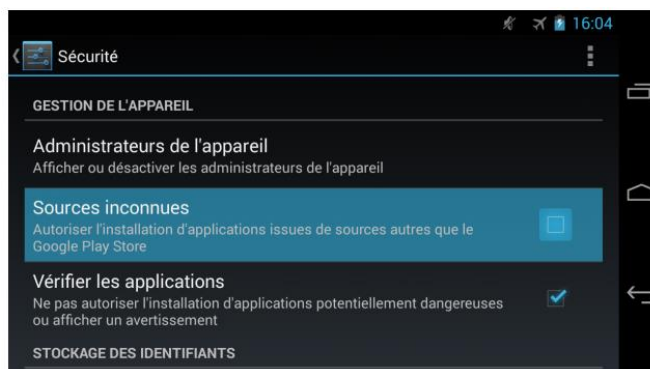 16:04
Sécurité
GESTION DE L'APPAREIL
Administrateurs de l'appareil
Afficher ou désactiver les administrateurs de l'appareil
Sources inconnues
Autoriser l'installation d'applications issues de sources autres que le
Google Play Store
Vérifier les applications
Ne pas autoriser l'installation d'applications potentiellement dangereuses
ou afficher un avertissement
STOCKAGE DES IDENTIFIANTS